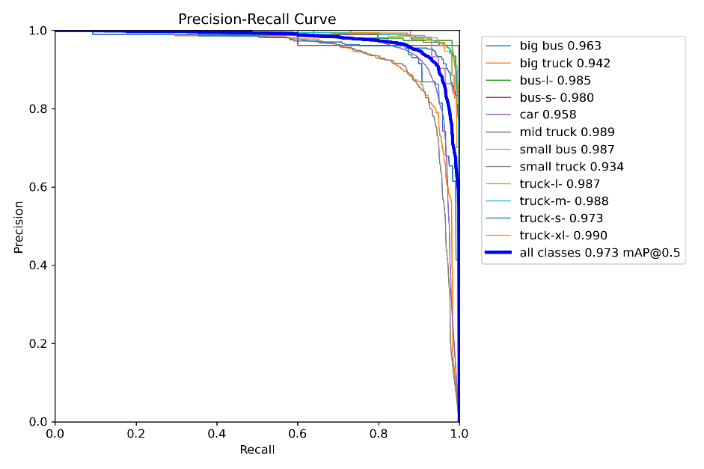 Precision-Recall Curve
1.0
0.8
0.6
0.4
0.2
0.0
Precision
0.0
0.2
0.4
0.6
0.8
1.0
Recall
big bus 0.963
big truck 0.942
bus-l- 0.985
bus-s- 0.980
car 0.958
mid truck 0.989
small bus 0.987
small truck 0.934
truck-l- 0.987
truck-m- 0.988
truck-s- 0.973
truck-xl- 0.990
all classes 0.973 mAP@0.5